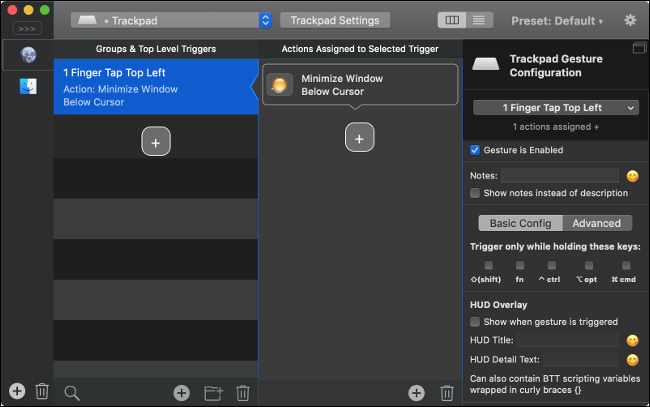 • Trackpad
Trackpad Settings
Preset: Default ▾
>>>
Groups & Top Level Triggers
1 Finger Tap Top Left
Action: Minimize Window
Below Cursor
+
Actions Assigned to Selected Trigger
Minimize Window
Below Cursor
+
Trackpad Gesture
Configuration
1 Finger Tap Top Left
1 actions assigned +
Gesture is Enabled
Notes:
Show notes instead of description
Basic Config Advanced
Trigger only while holding these keys:
⇧(shift) fn ⌃ ctrl ⌥ opt ⌘ cmd
HUD Overlay
Show when gesture is triggered
HUD Title:
HUD Detail Text:
Can also contain BTT scripting variables
wrapped in curly braces {}